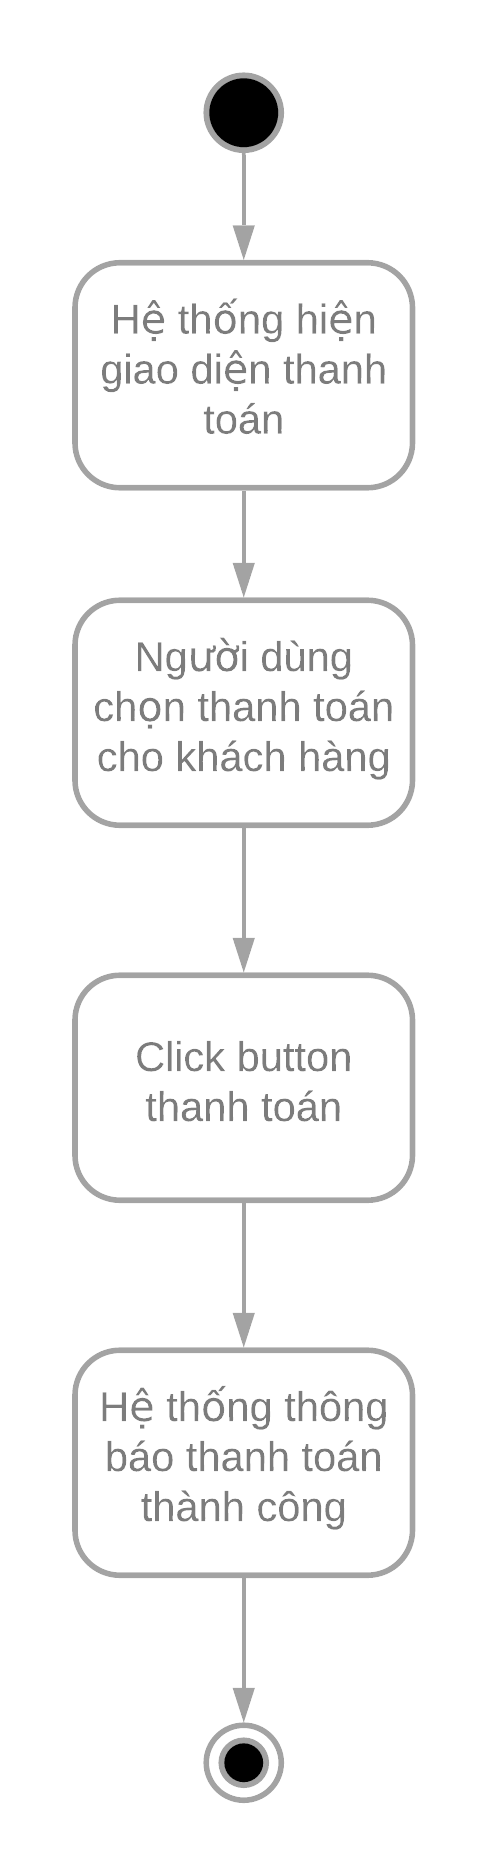 Hệ thống hiện
giao diện thanh
toán
Người dùng
chọn thanh toán
cho khách hàng
Click button
thanh toán
Hệ thống thông
báo thanh toán
thành công